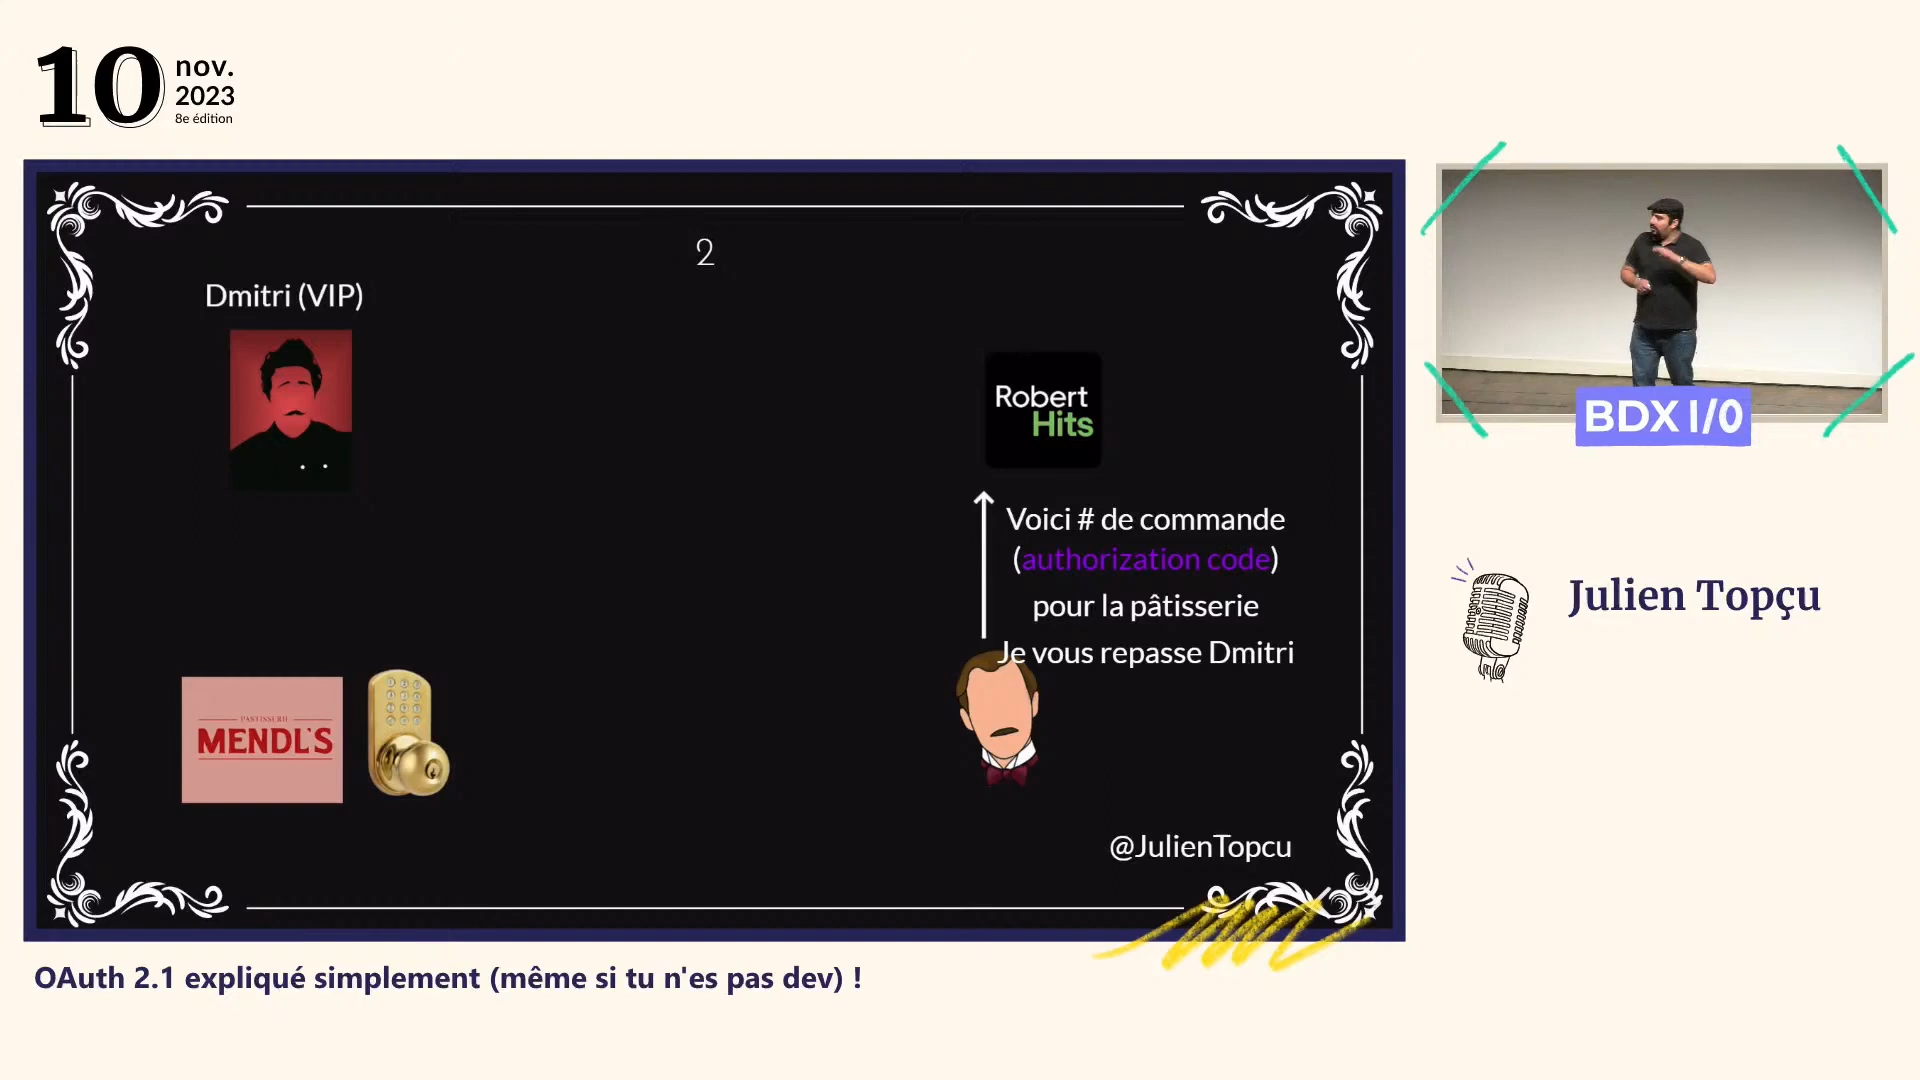 10
nov.
2023
8e édition
2
Dmitri (VIP)
Robert
Hits
Voici # de commande
(authorization code)
pour la pâtisserie
Je vous repasse Dmitri
PASTISSERIE
MENDL'S
@JulienTopcu
BDX I/O
Julien Topçu
OAuth 2.1 expliqué simplement (même si tu n'es pas dev) !